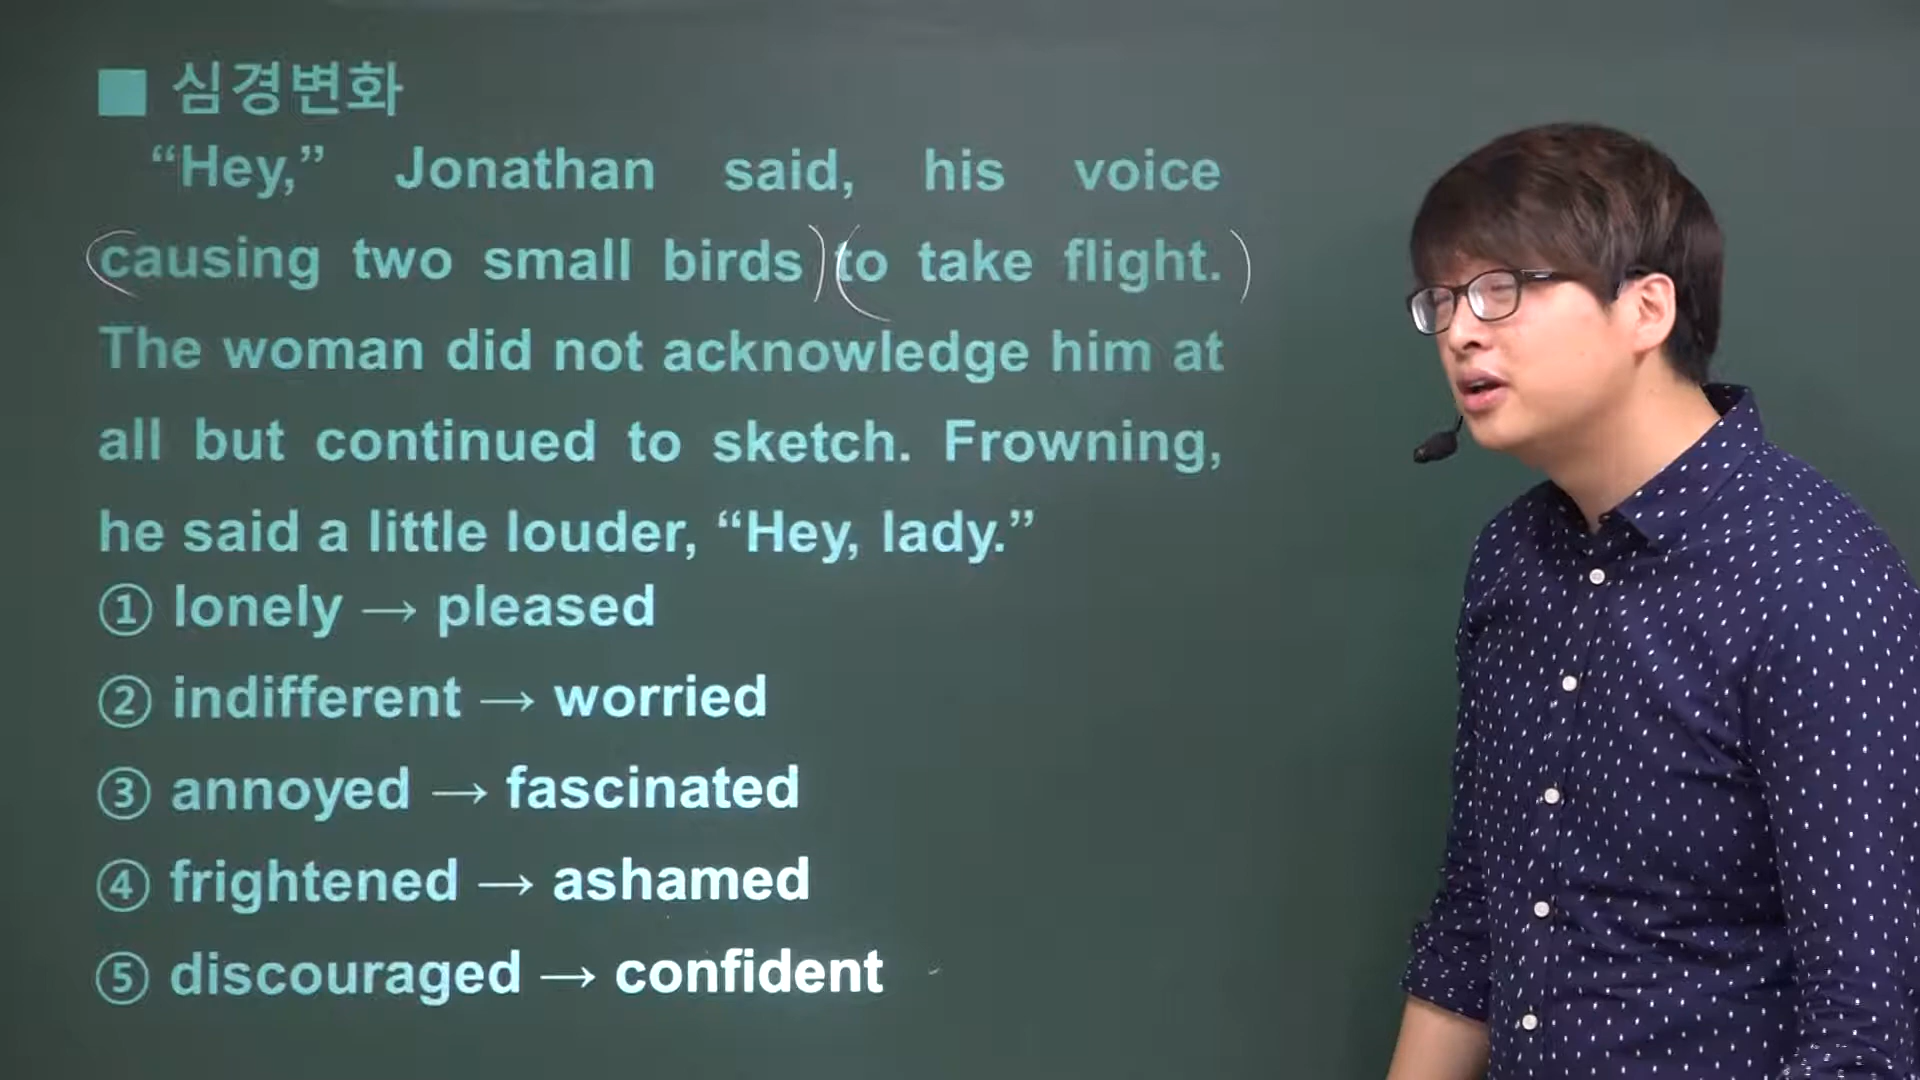 ■ 심경변화
“Hey,” Jonathan said, his voice
causing two small birds to take flight.
The woman did not acknowledge him at
all but continued to sketch. Frowning,
he said a little louder, “Hey, lady.”
① lonely → pleased
② indifferent → worried
③ annoyed → fascinated
④ frightened → ashamed
⑤ discouraged → confident